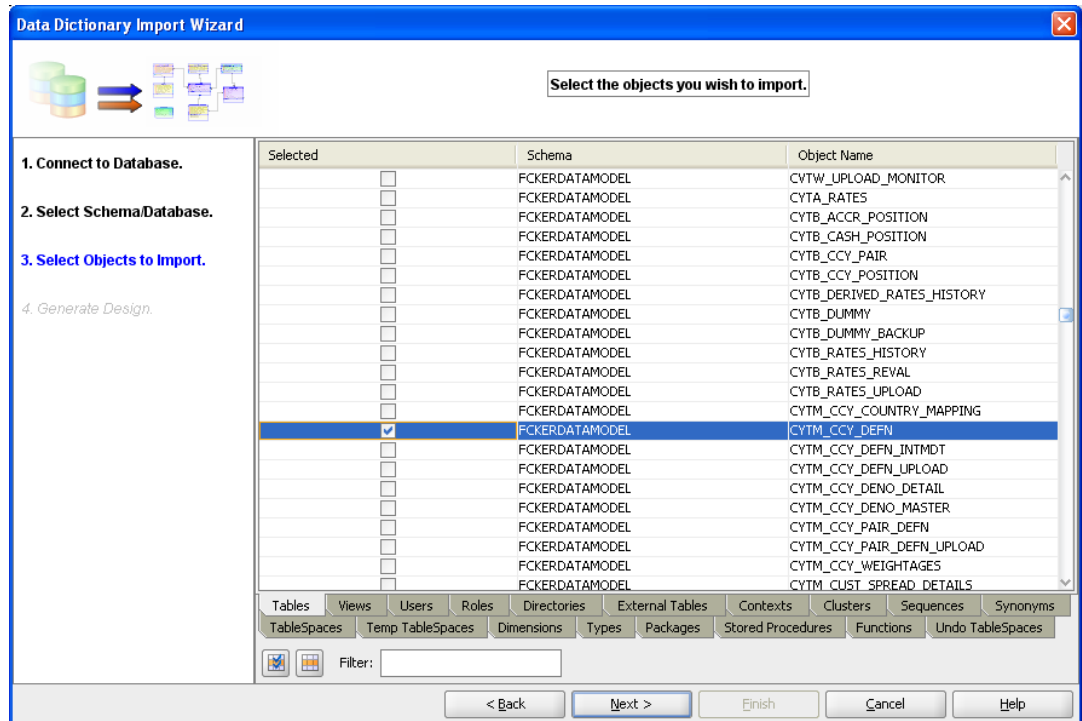 Data Dictionary Import Wizard
Select the objects you wish to import.
1. Connect to Database.
2. Select Schema/Database.
3. Select Objects to Import.
4. Generate Design.
Selected Schema Object Name
FCKERDATAMODEL CVTW_UPLOAD_MONITOR
FCKERDATAMODEL CYTA_RATES
FCKERDATAMODEL CYTB_ACCR_POSITION
FCKERDATAMODEL CYTB_CASH_POSITION
FCKERDATAMODEL CYTB_CCY_PAIR
FCKERDATAMODEL CYTB_CCY_POSITION
FCKERDATAMODEL CYTB_DERIVED_RATES_HISTORY
FCKERDATAMODEL CYTB_DUMMY
FCKERDATAMODEL CYTB_DUMMY_BACKUP
FCKERDATAMODEL CYTB_RATES_HISTORY
FCKERDATAMODEL CYTB_RATES_REVAL
FCKERDATAMODEL CYTB_RATES_UPLOAD
FCKERDATAMODEL CYTM_CCY_COUNTRY_MAPPING
FCKERDATAMODEL CYTM_CCY_DEFN
FCKERDATAMODEL CYTM_CCY_DEFN_INTMDT
FCKERDATAMODEL CYTM_CCY_DEFN_UPLOAD
FCKERDATAMODEL CYTM_CCY_DENO_DETAIL
FCKERDATAMODEL CYTM_CCY_DENO_MASTER
FCKERDATAMODEL CYTM_CCY_PAIR_DEFN
FCKERDATAMODEL CYTM_CCY_PAIR_DEFN_UPLOAD
FCKERDATAMODEL CYTM_CCY_WEIGHTAGES
FCKERDATAMODEL CYTM_CUST_SPREAD_DETAILS
Tables Views Users Roles Directories External Tables Contexts Clusters Sequences Synonyms
TableSpaces Temp TableSpaces Dimensions Types Packages Stored Procedures Functions Undo TableSpaces
Filter:
< Back Next > Finish Cancel Help